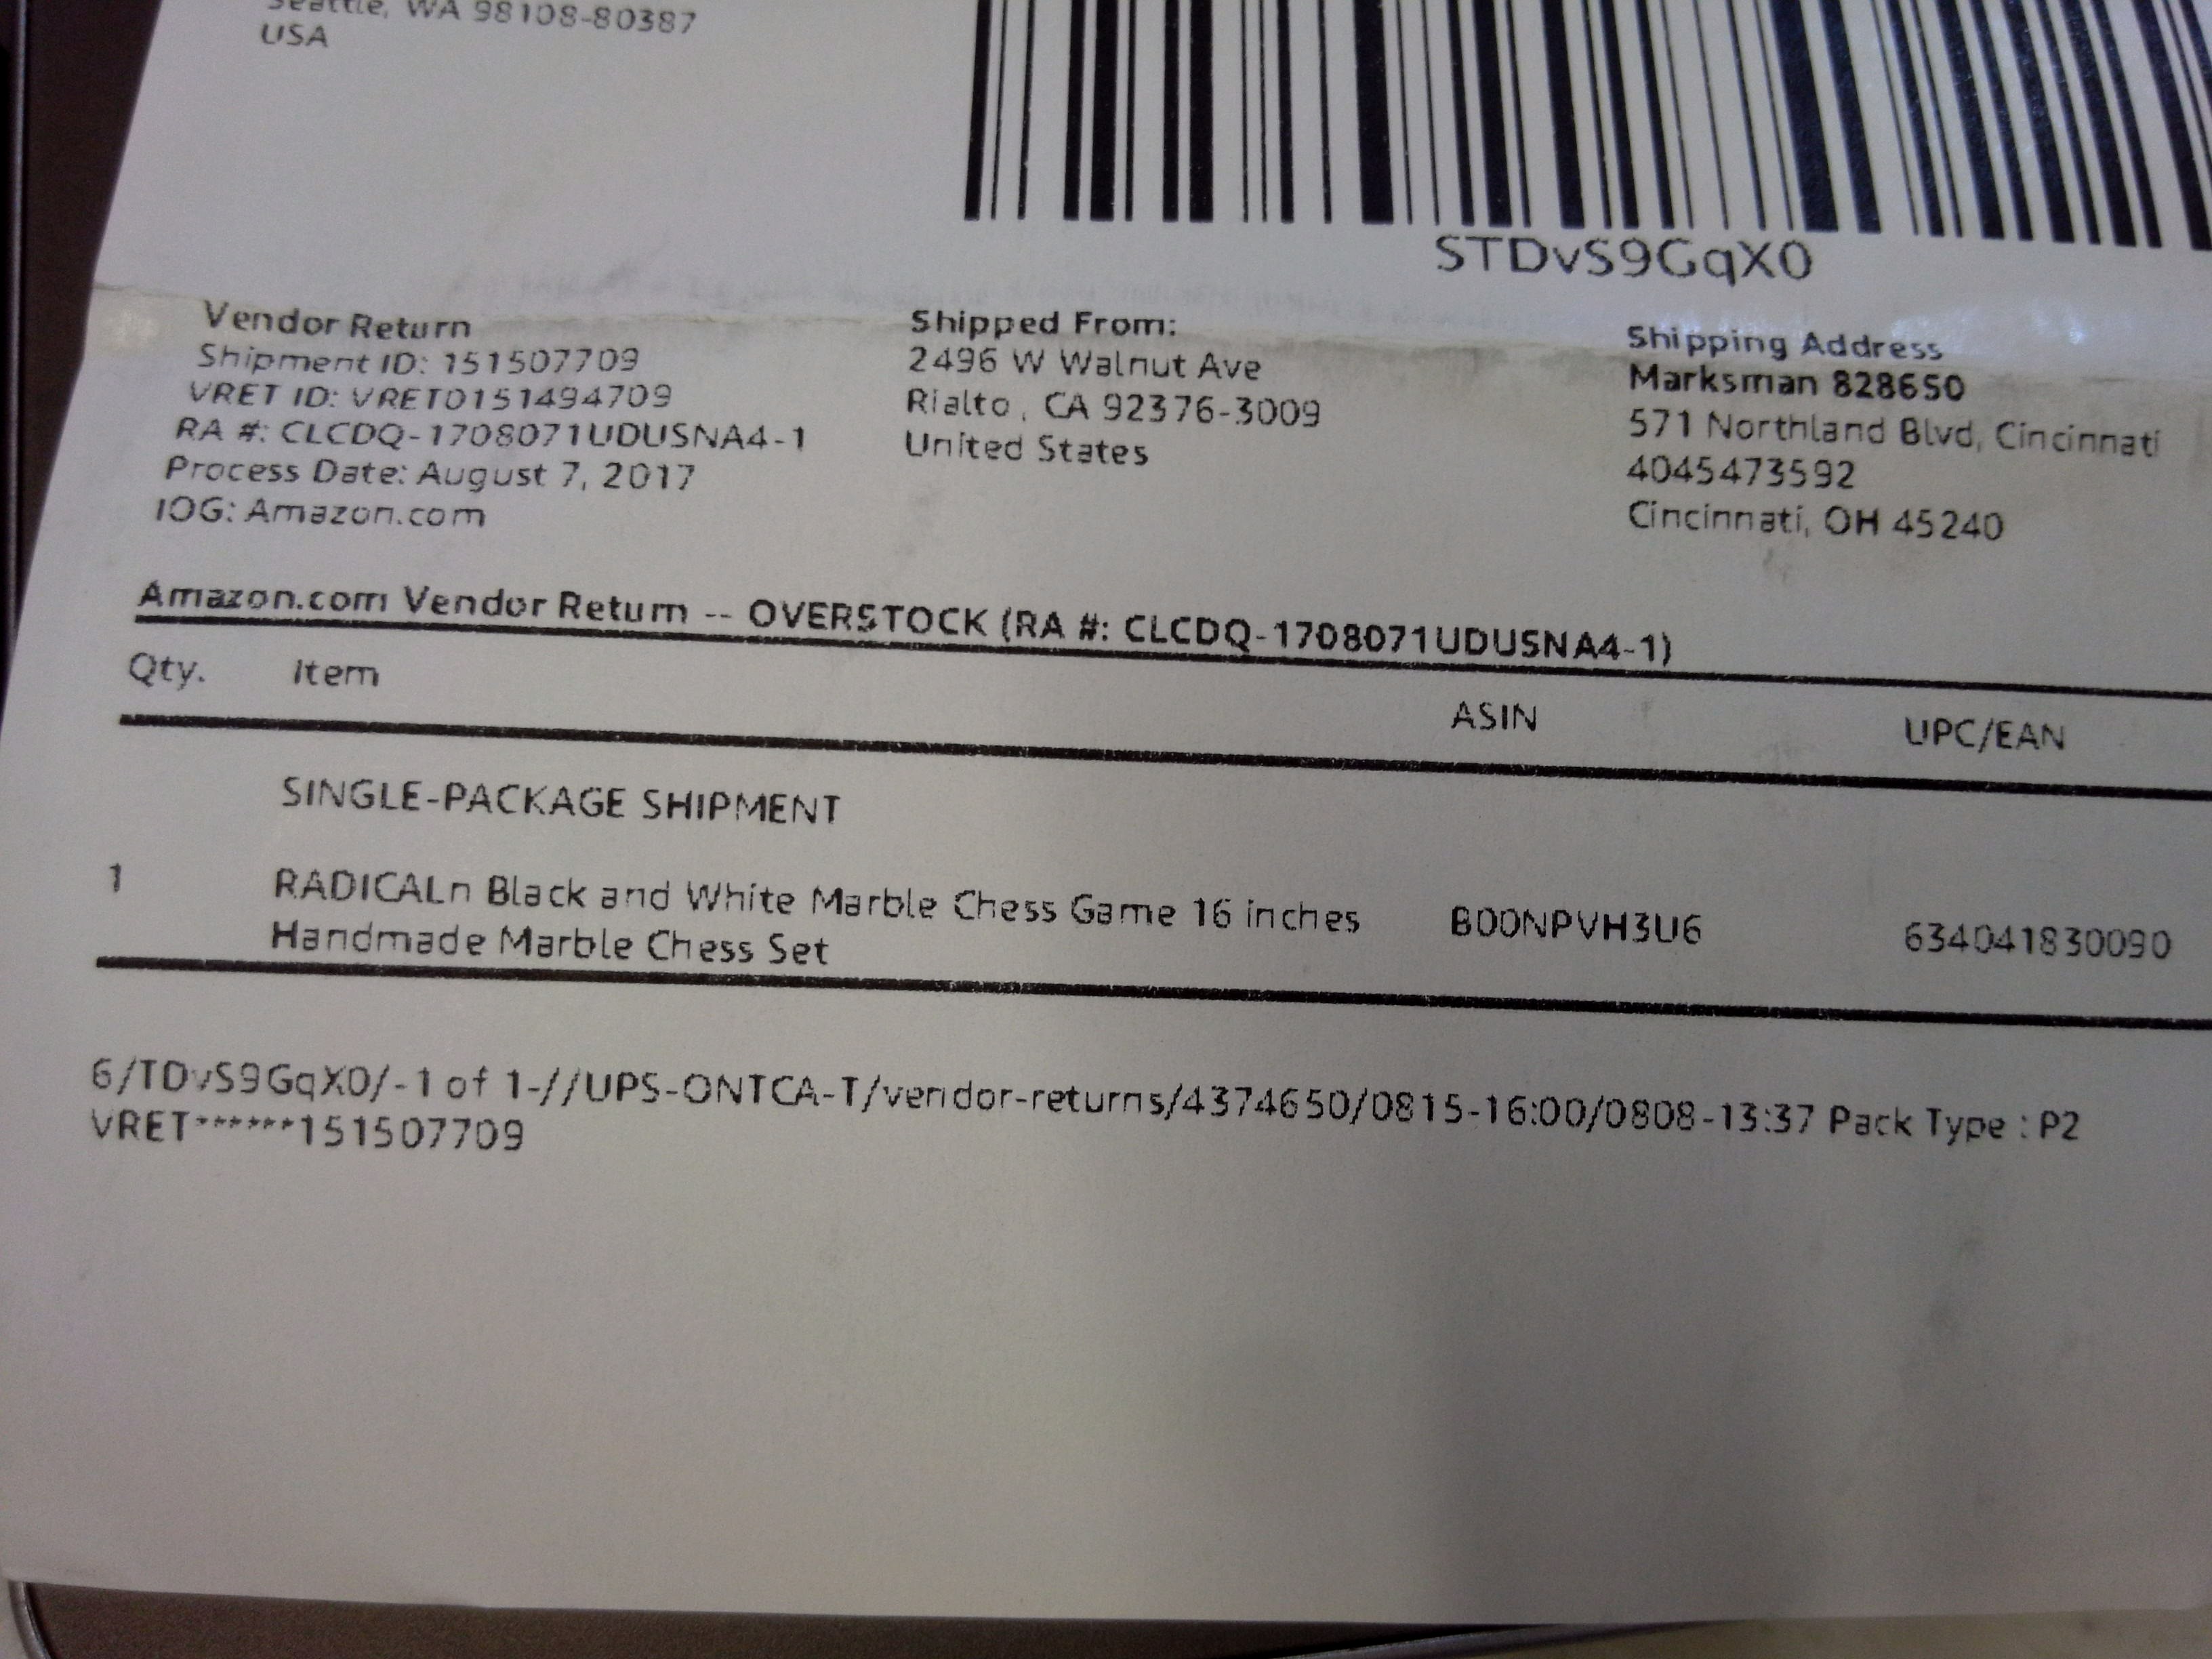 Seattle, WA 98108-80387
USA
STDvS9GqX0
Vendor Return
Shipment ID: 151507709
VRET ID: VRET0151494709
RA #: CLCDQ-1708071UDUSNA4-1
Process Date: August 7, 2017
IOG: Amazon.com
Shipped From:
2496 W Walnut Ave
Rialto, CA 92376-3009
United States
Shipping Address
Marksman 828650
571 Northland Blvd, Cincinnati
4045473592
Cincinnati, OH 45240
Amazon.com Vendor Return -- OVERSTOCK (RA #: CLCDQ-1708071UDUSNA4-1)
Qty. Item ASIN UPC/EAN
SINGLE-PACKAGE SHIPMENT
1 RADICALn Black and White Marble Chess Game 16 inches B00NPVH3U6 634041830090
Handmade Marble Chess Set
6/TDvS9GqX0/-1 of 1-//UPS-ONTCA-T/vendor-returns/4374650/0815-16:00/0808-13:37 Pack Type : P2
VRET******151507709